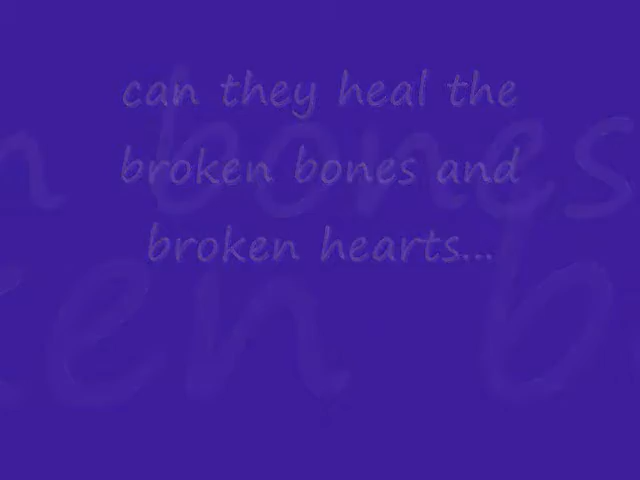 can they heal the
broken bones and
broken hearts...